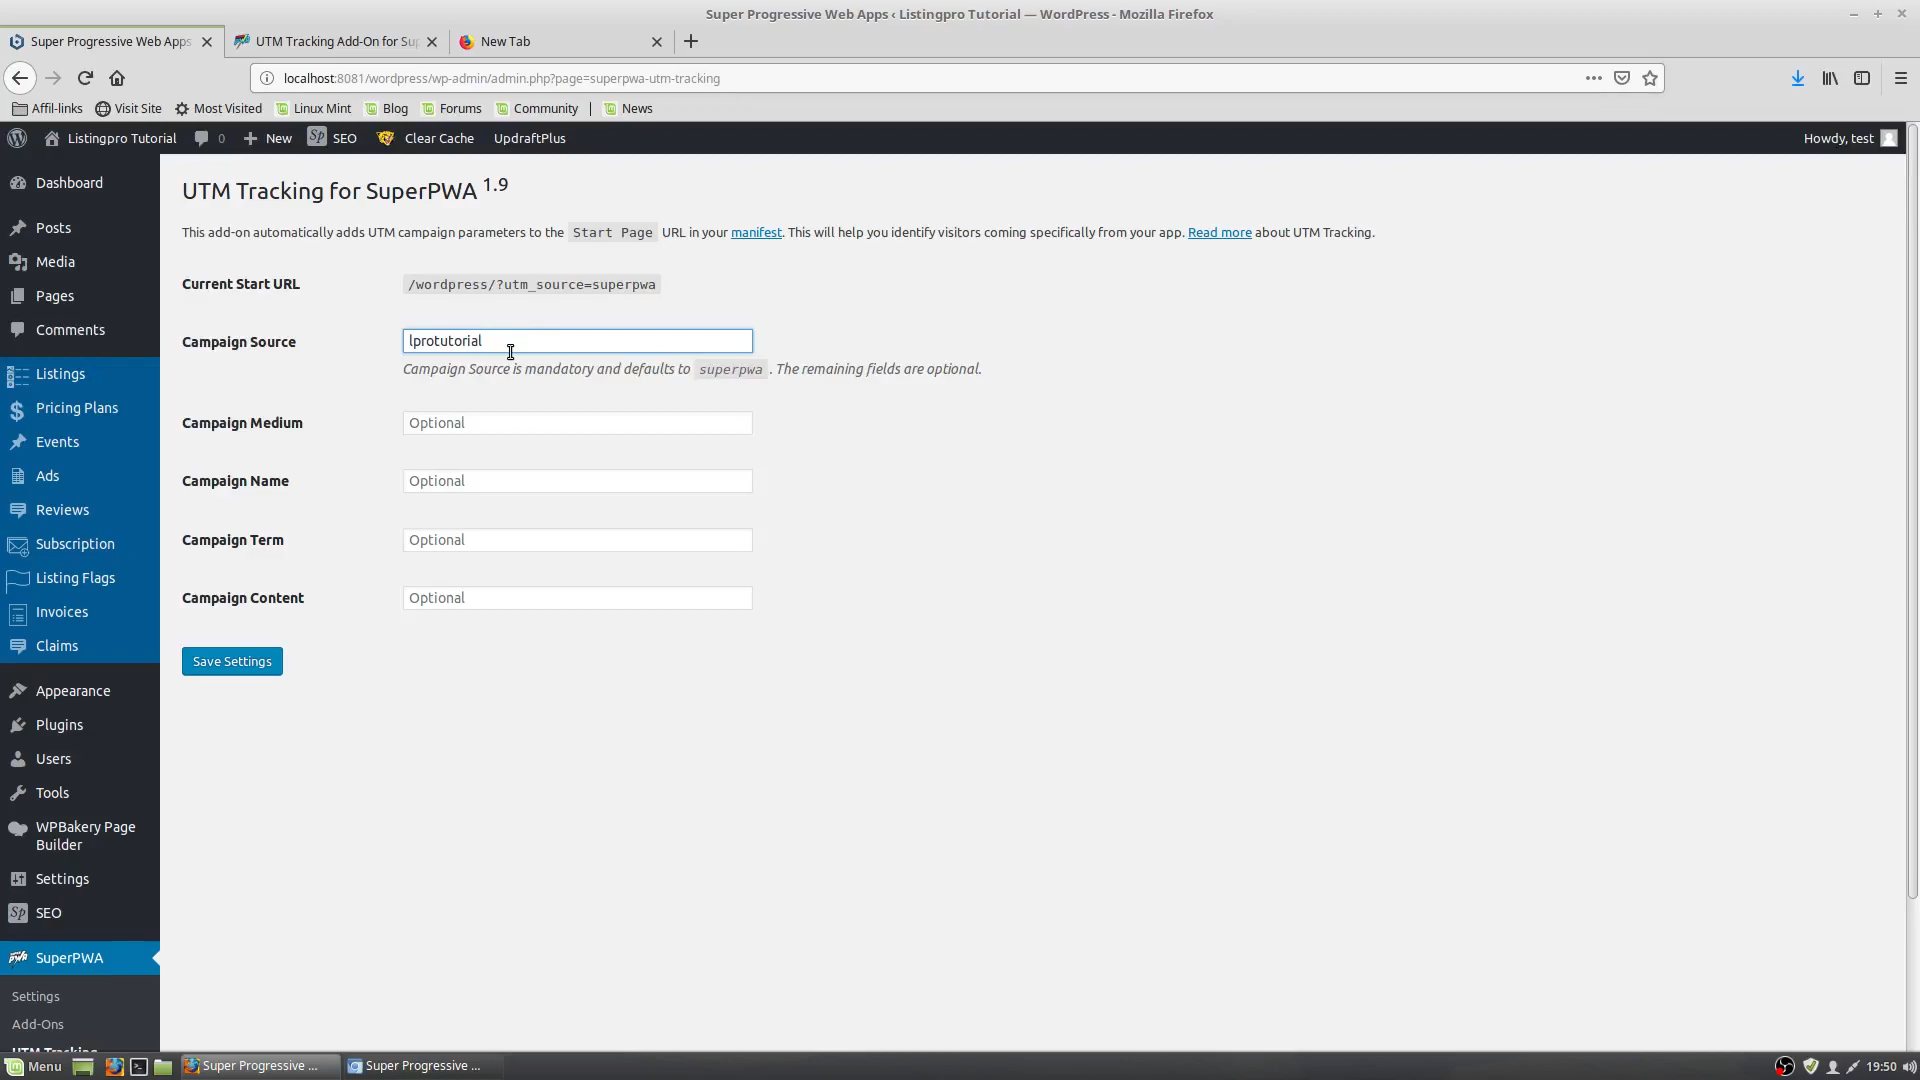 Super Progressive Web Apps ‹ Listingpro Tutorial — WordPress - Mozilla Firefox
Super Progressive Web Apps
UTM Tracking Add-On for Su
New Tab
localhost:8081/wordpress/wp-admin/admin.php?page=superpwa-utm-tracking
Affil-links Visit Site Most Visited Linux Mint Blog Forums Community | News
Listingpro Tutorial 0 New SEO Clear Cache UpdraftPlus Howdy, test
Dashboard
Posts
Media
Pages
Comments
Listings
Pricing Plans
Events
Ads
Reviews
Subscription
Listing Flags
Invoices
Claims
Appearance
Plugins
Users
Tools
WPBakery Page
Builder
Settings
SEO
SuperPWA
Settings
Add-Ons
UTM Tracking
UTM Tracking for SuperPWA 1.9
This add-on automatically adds UTM campaign parameters to the Start Page URL in your manifest. This will help you identify visitors coming specifically from your app. Read more about UTM Tracking.
Current Start URL /wordpress/?utm_source=superpwa
Campaign Source lprotutorial
Campaign Source is mandatory and defaults to superpwa . The remaining fields are optional.
Campaign Medium Optional
Campaign Name Optional
Campaign Term Optional
Campaign Content Optional
Save Settings
Menu Super Progressive ... Super Progressive ... 19:50